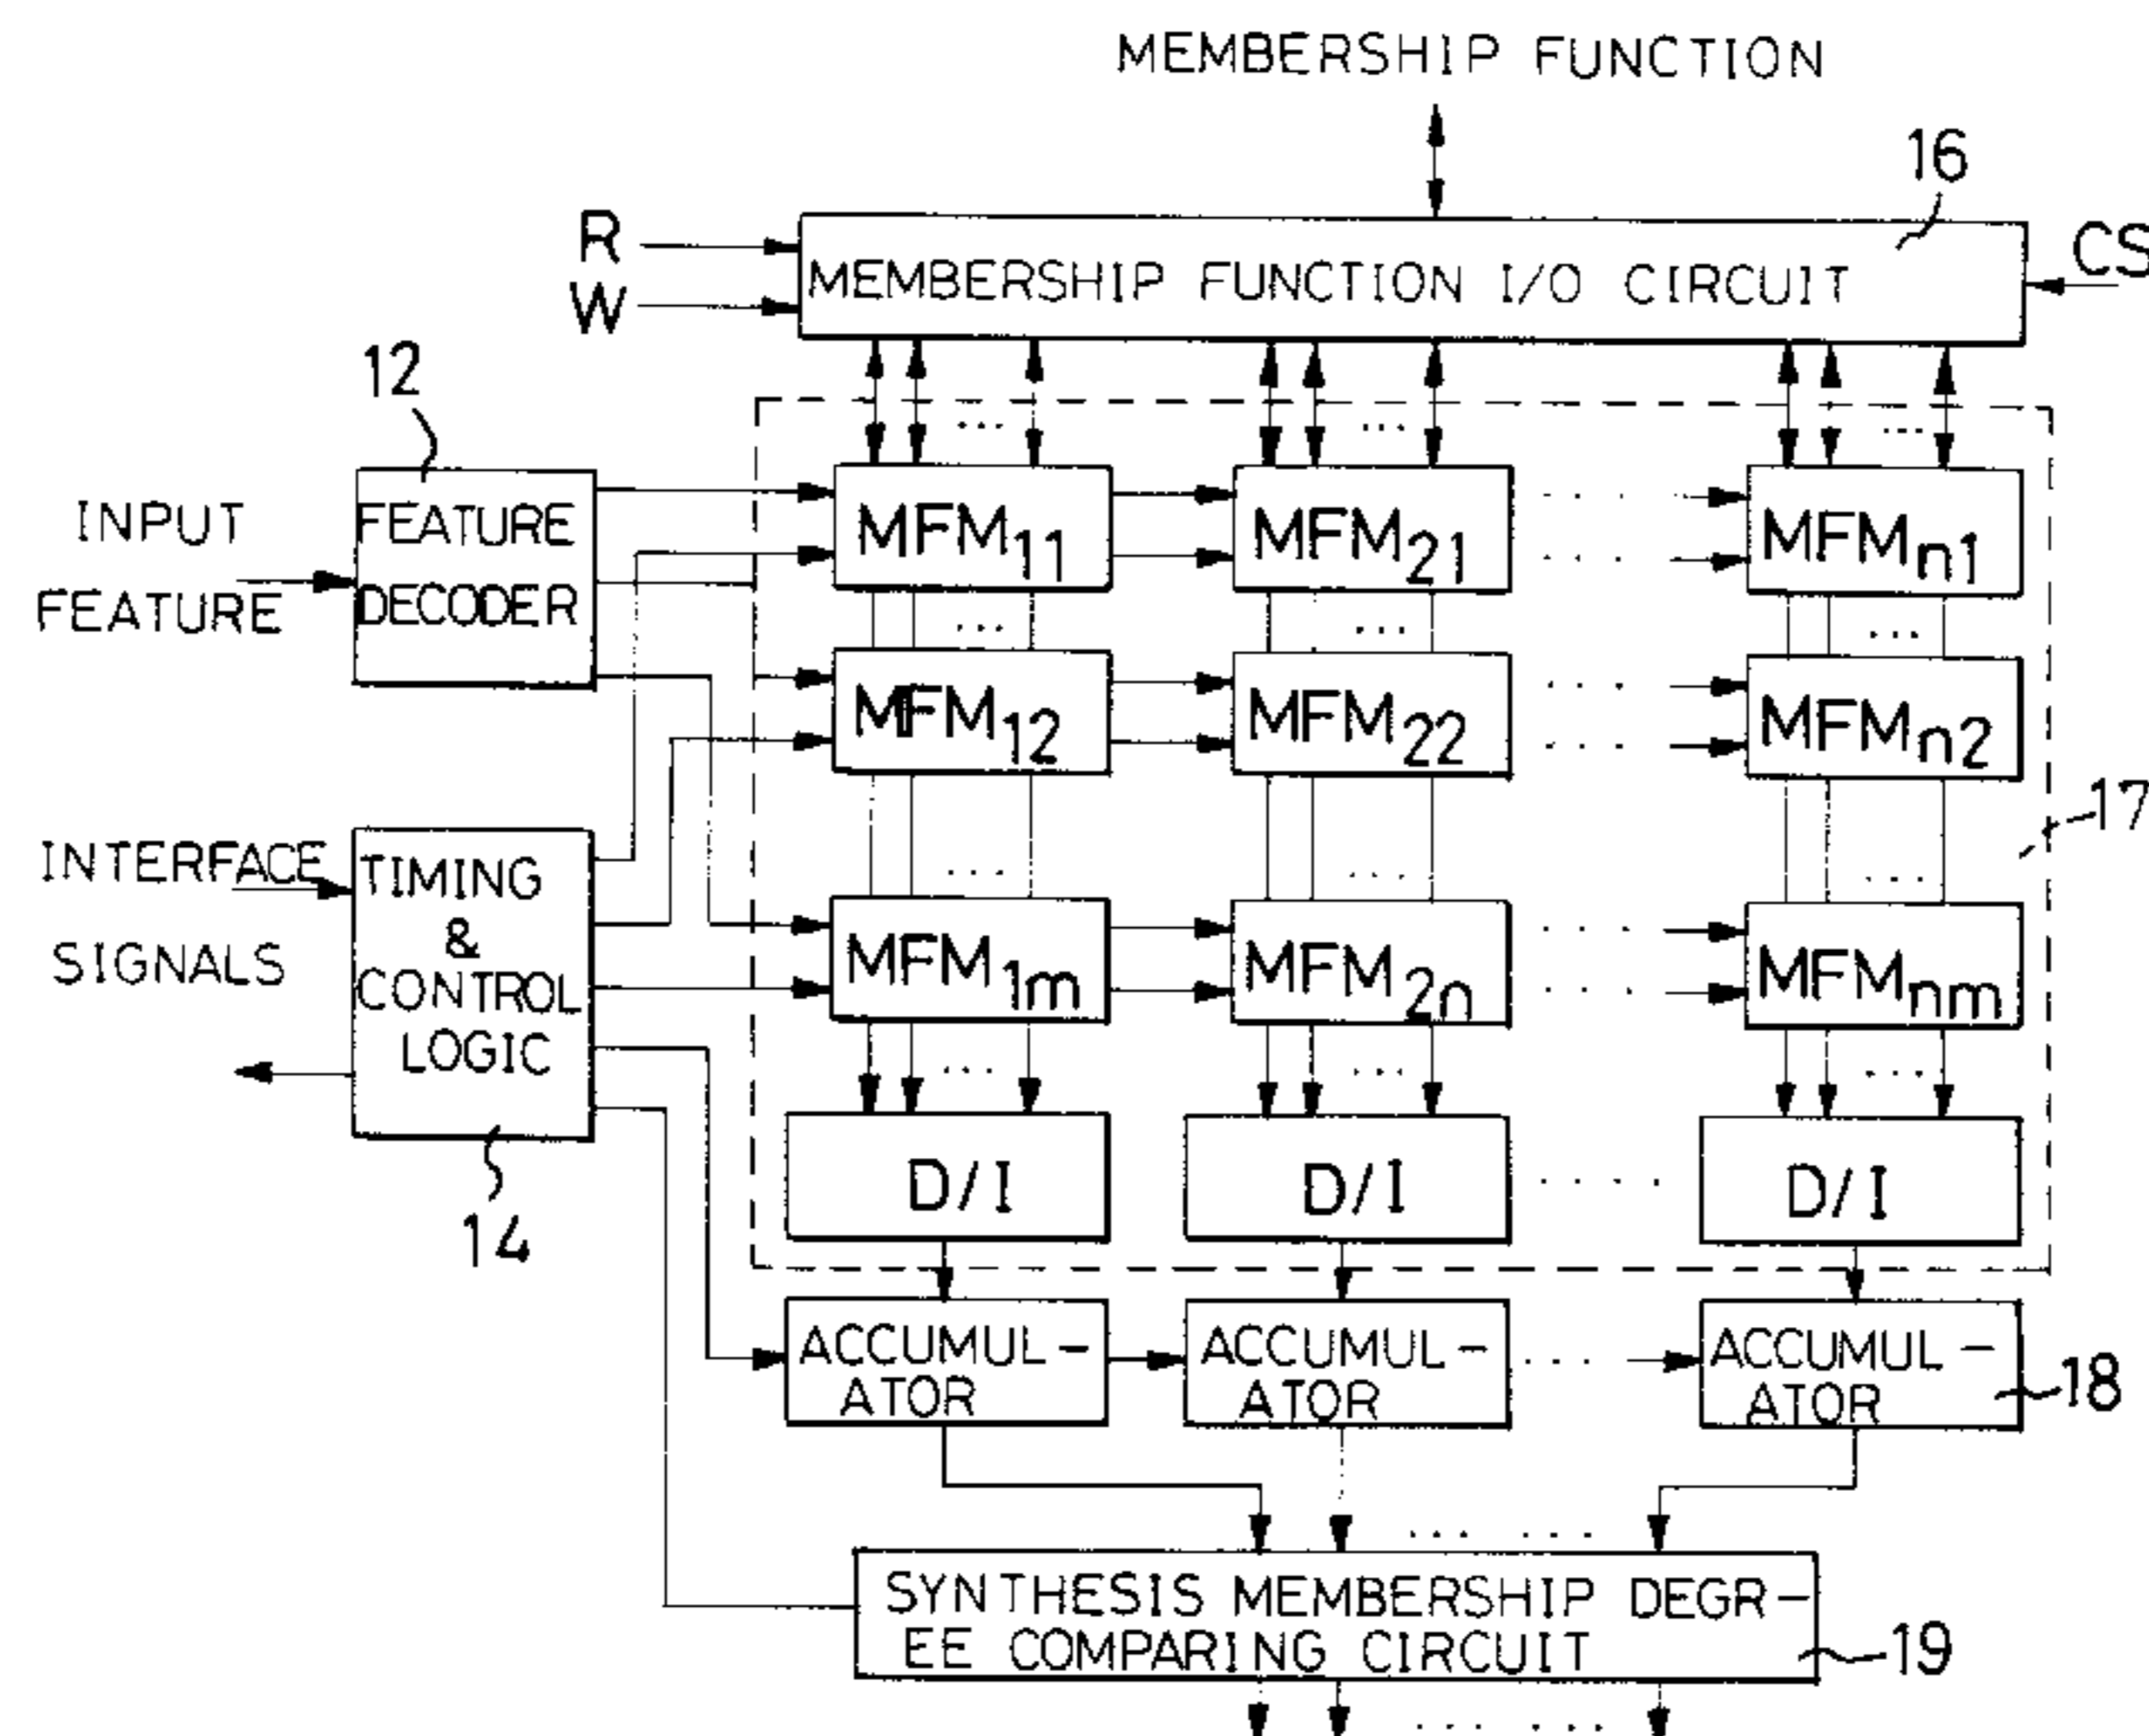 MEMBERSHIP FUNCTION
16
R
W
CS
MEMBERSHIP FUNCTION I/O CIRCUIT
12
INPUT
FEATURE
FEATURE
DECODER
MFM11
MFM21
MFMn1
MFM12
MFM22
MFMn2
17
INTERFACE
SIGNALS
TIMING
&
CONTROL
LOGIC
14
MFM1m
MFM2n
MFMnm
D/I
D/I
D/I
ACCUMUL-
ATOR
ACCUMUL-
ATOR
ACCUMUL-
ATOR
18
SYNTHESIS MEMBERSHIP DEGR-
EE COMPARING CIRCUIT
19